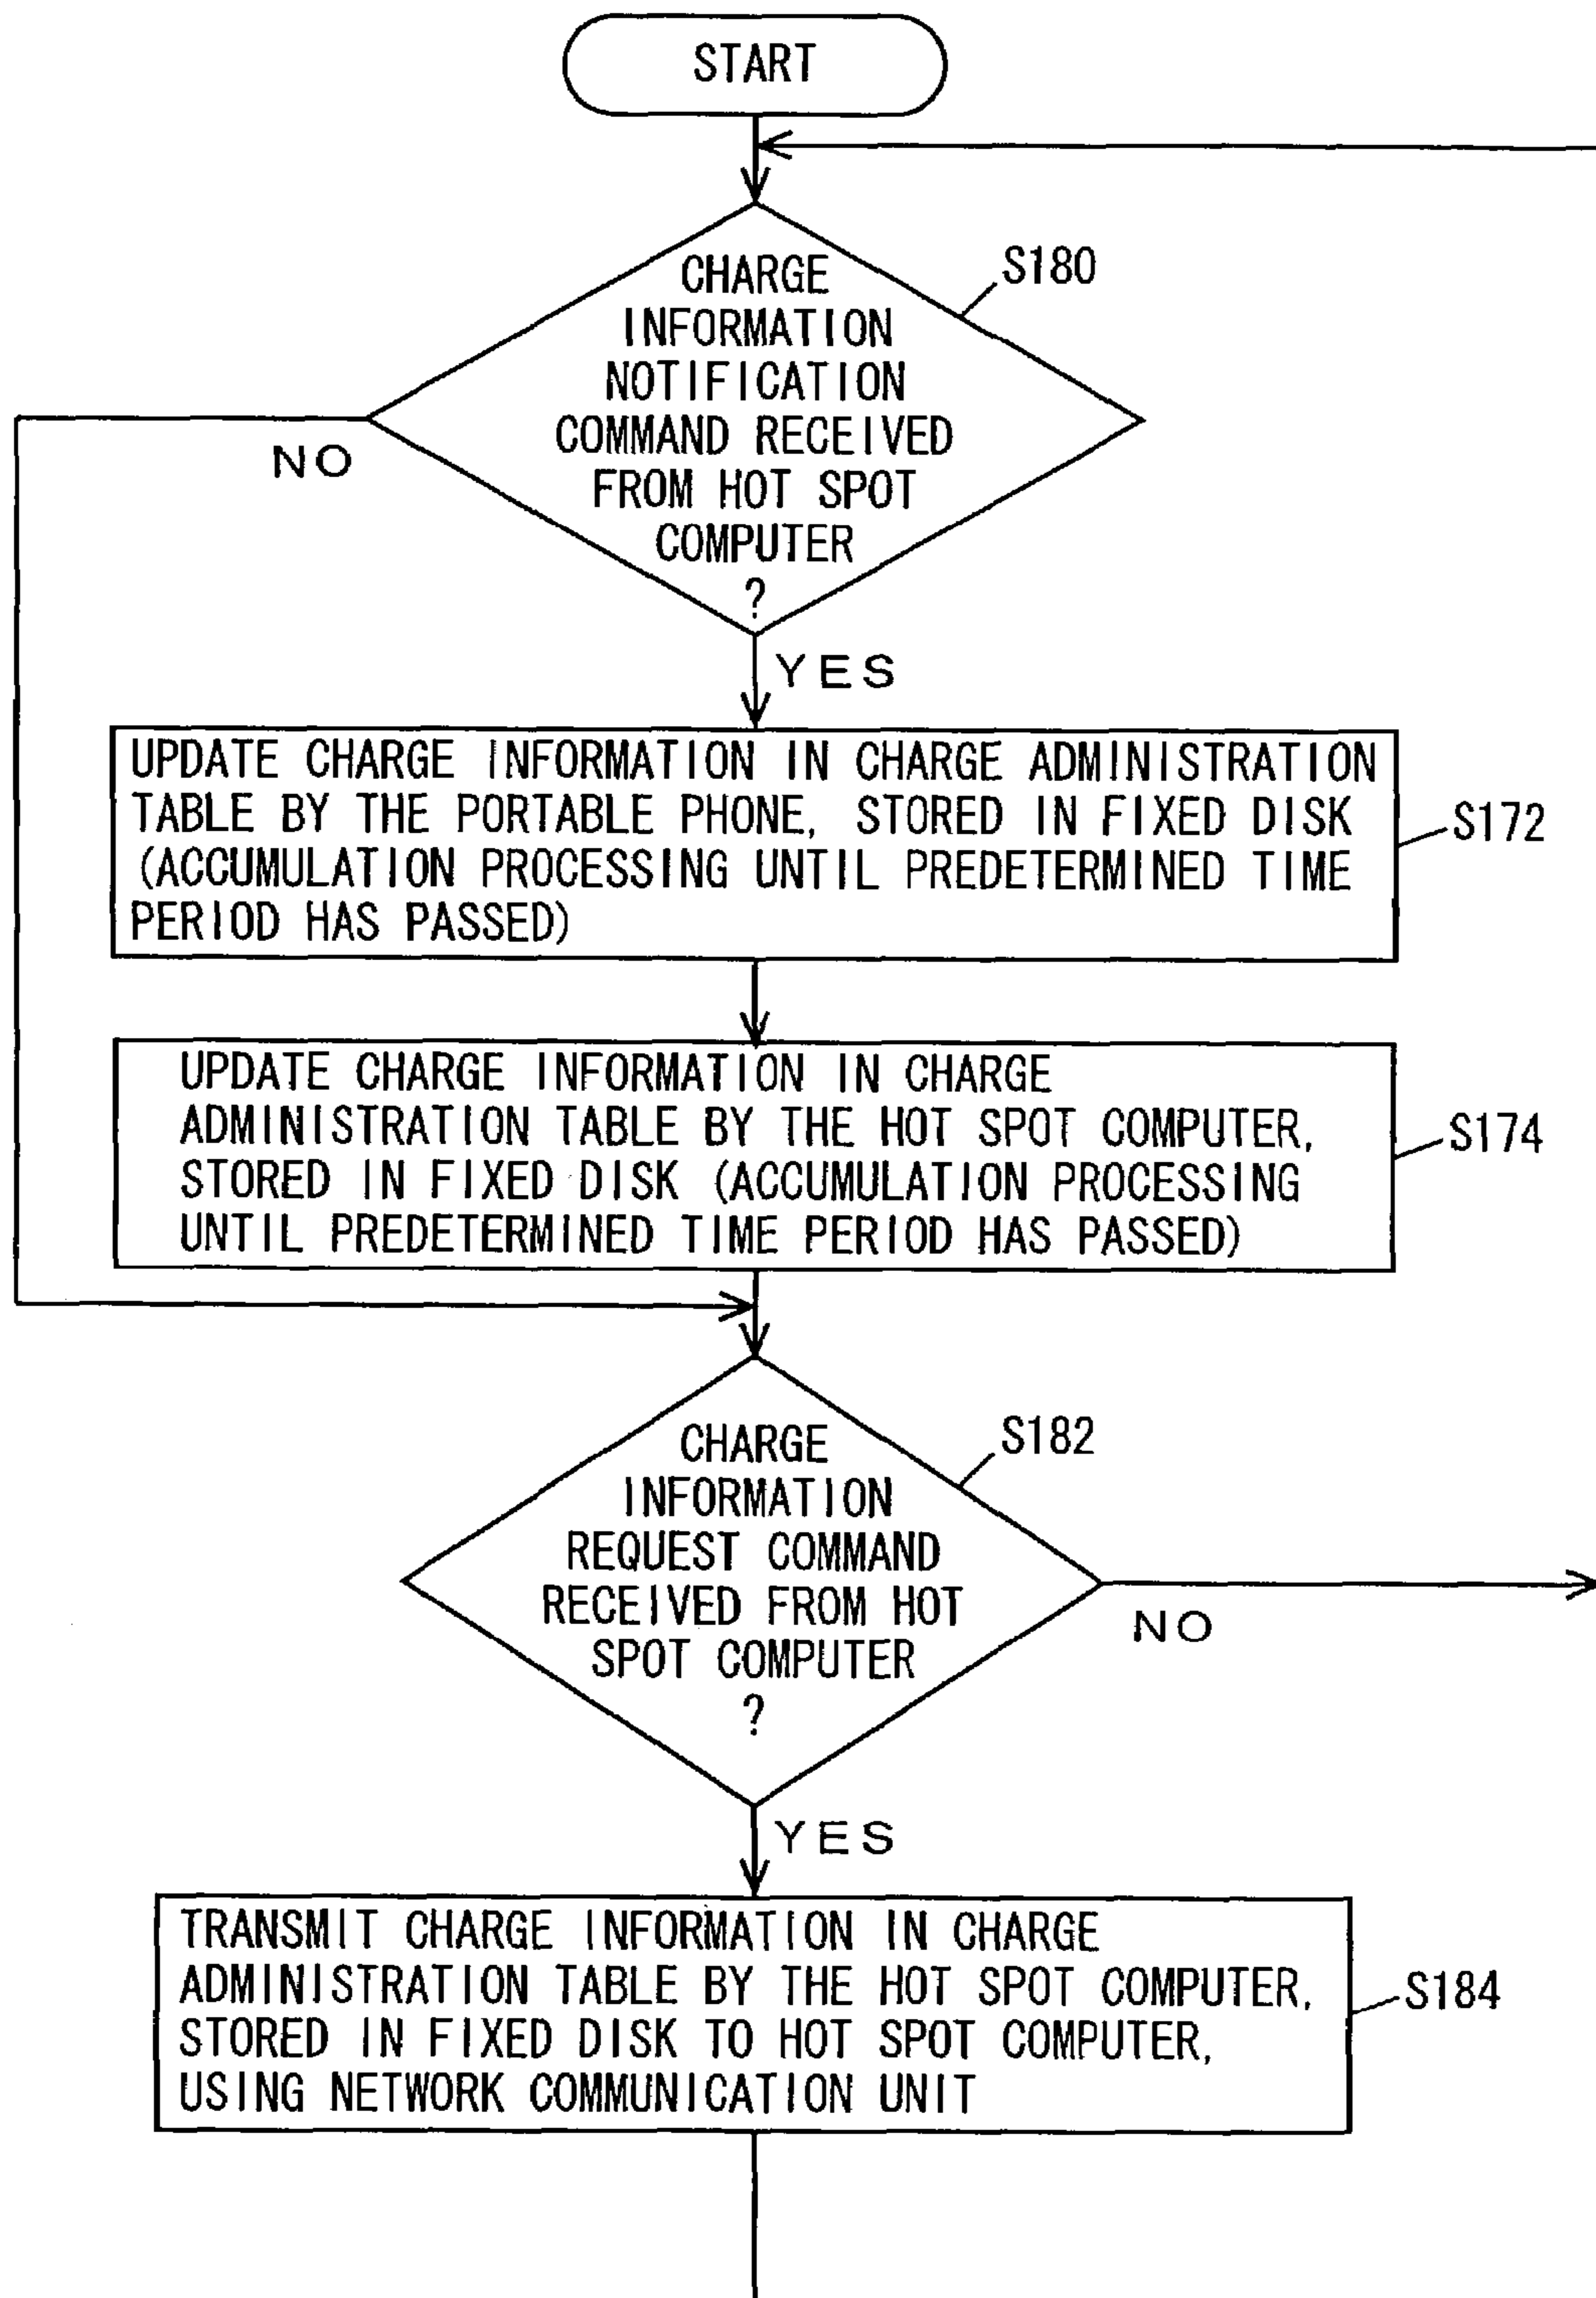 START
CHARGE
INFORMATION
NOTIFICATION
COMMAND RECEIVED
FROM HOT SPOT
COMPUTER
?
S180
NO
YES
UPDATE CHARGE INFORMATION IN CHARGE ADMINISTRATION
TABLE BY THE PORTABLE PHONE, STORED IN FIXED DISK
(ACCUMULATION PROCESSING UNTIL PREDETERMINED TIME
PERIOD HAS PASSED)
S172
UPDATE CHARGE INFORMATION IN CHARGE
ADMINISTRATION TABLE BY THE HOT SPOT COMPUTER,
STORED IN FIXED DISK (ACCUMULATION PROCESSING
UNTIL PREDETERMINED TIME PERIOD HAS PASSED)
S174
CHARGE
INFORMATION
REQUEST COMMAND
RECEIVED FROM HOT
SPOT COMPUTER
?
S182
NO
YES
TRANSMIT CHARGE INFORMATION IN CHARGE
ADMINISTRATION TABLE BY THE HOT SPOT COMPUTER,
STORED IN FIXED DISK TO HOT SPOT COMPUTER,
USING NETWORK COMMUNICATION UNIT
S184